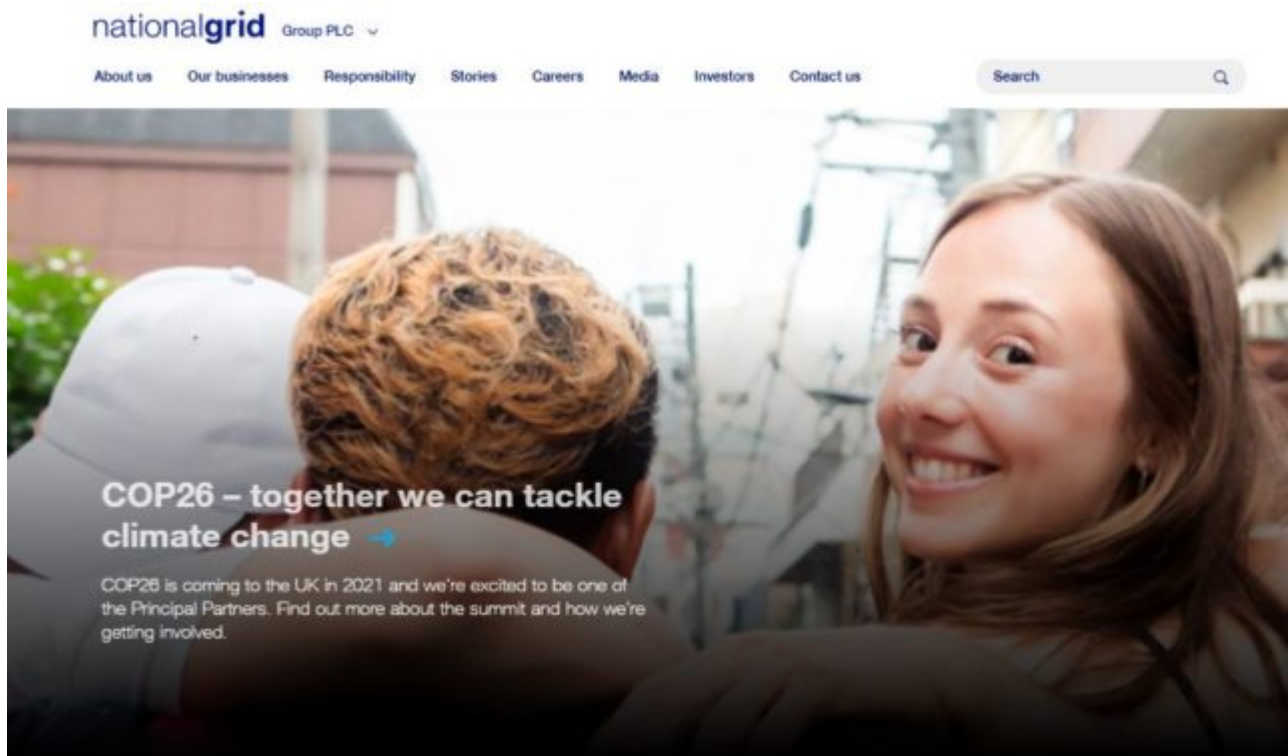 nationalgrid Group PLC
About us Our businesses Responsibility Stories Careers Media Investors Contact us Search
COP26 – together we can tackle
climate change →
COP26 is coming to the UK in 2021 and we're excited to be one of
the Principal Partners. Find out more about the summit and how we're
getting involved.